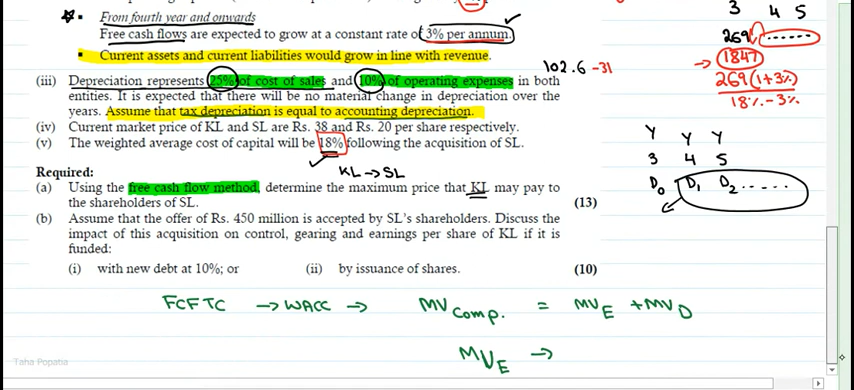 From fourth year and onwards
Free cash flows are expected to grow at a constant rate of 3% per annum.
Current assets and current liabilities would grow in line with revenue.
(iii) Depreciation represents 25% of cost of sales and 10% of operating expenses in both
entities. It is expected that there will be no material change in depreciation over the
years. Assume that tax depreciation is equal to accounting depreciation.
(iv) Current market price of KL and SL are Rs. 38 and Rs. 20 per share respectively.
(v) The weighted average cost of capital will be 18% following the acquisition of SL.
KL → SL
Required:
(a) Using the free cash flow method, determine the maximum price that KL may pay to
the shareholders of SL. (13)
(b) Assume that the offer of Rs. 450 million is accepted by SL's shareholders. Discuss the
impact of this acquisition on control, gearing and earnings per share of KL if it is
funded:
(i) with new debt at 10%; or (ii) by issuance of shares. (10)
3 4 5
269 ......
→ 1847
102.6 -31
269(1+3%)
18% - 3%
Y Y Y
3 4 5
D0 D1 D2 .....
FCFTC → WACC → MV Comp. = MVE + MVD
MVE →
Taha Popatia